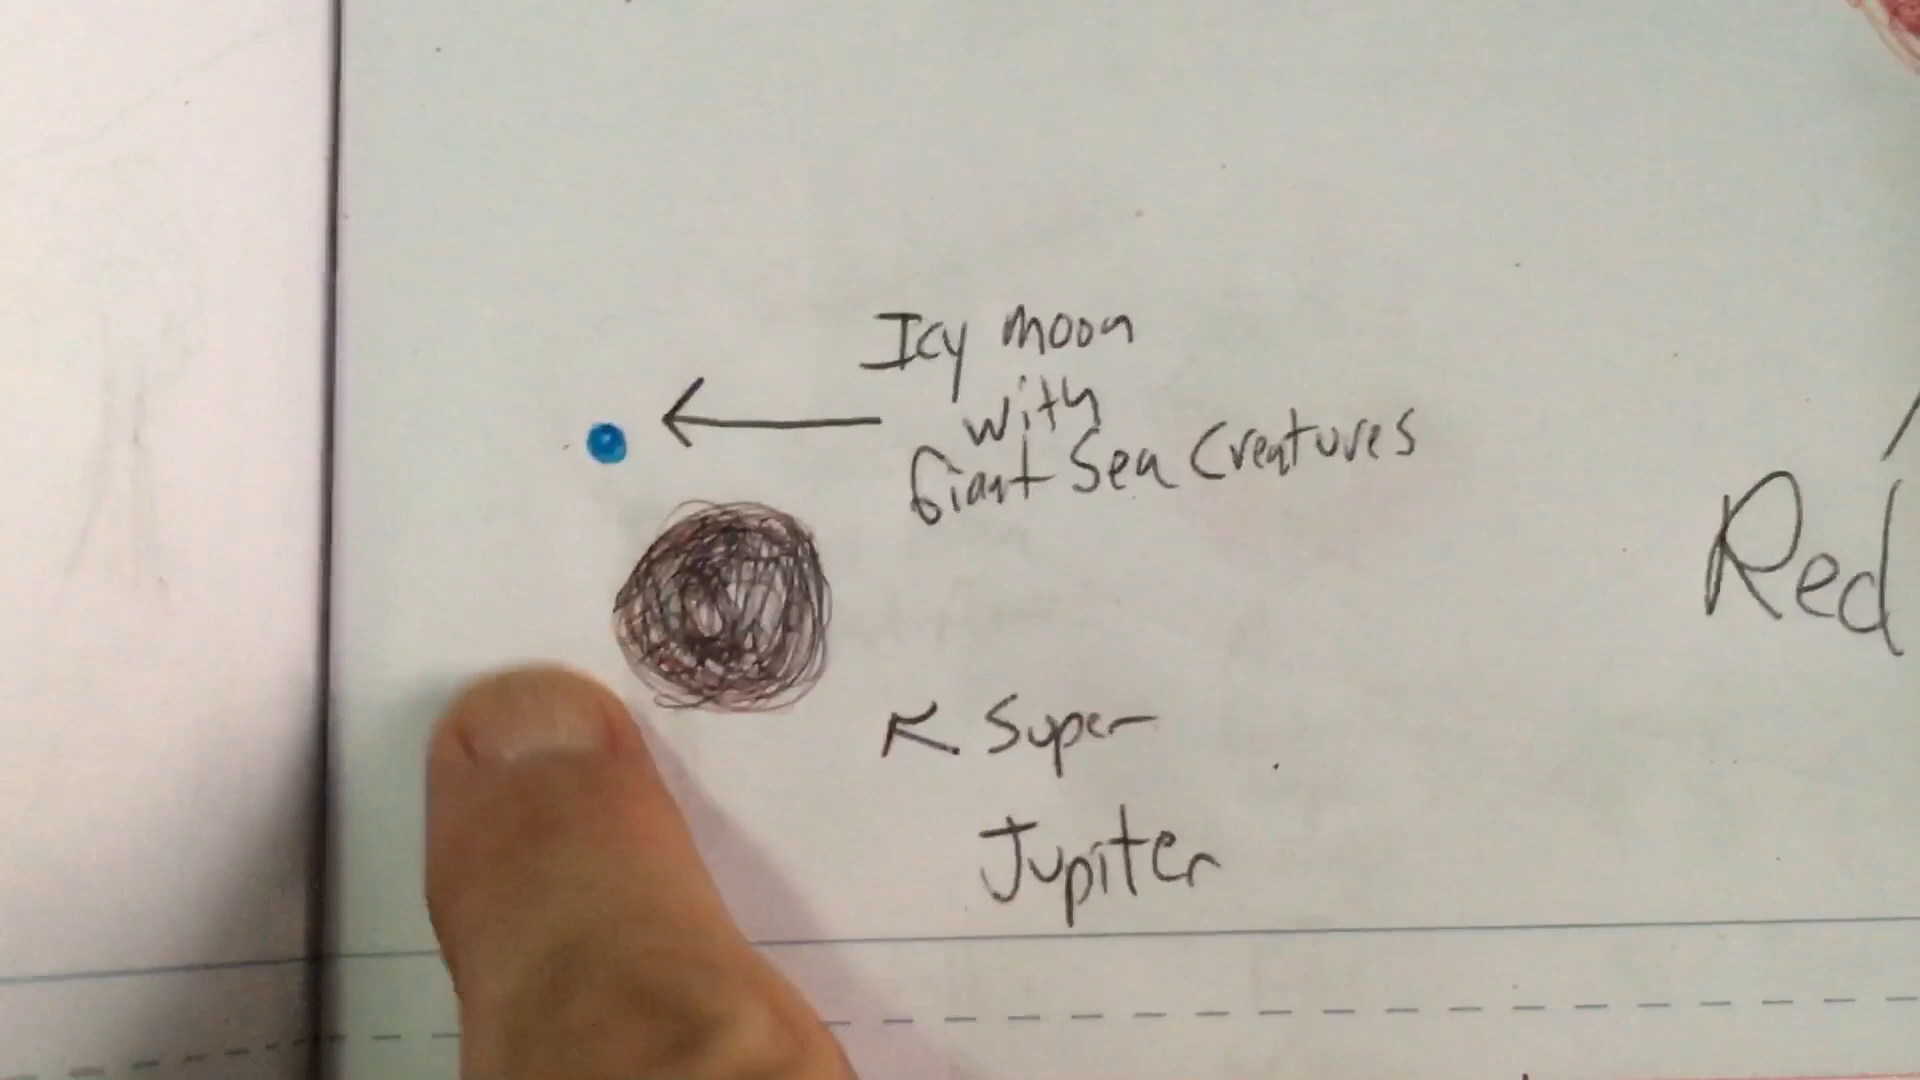 Icy moon
with
Giant Sea Creatures
Super
Jupiter
Red